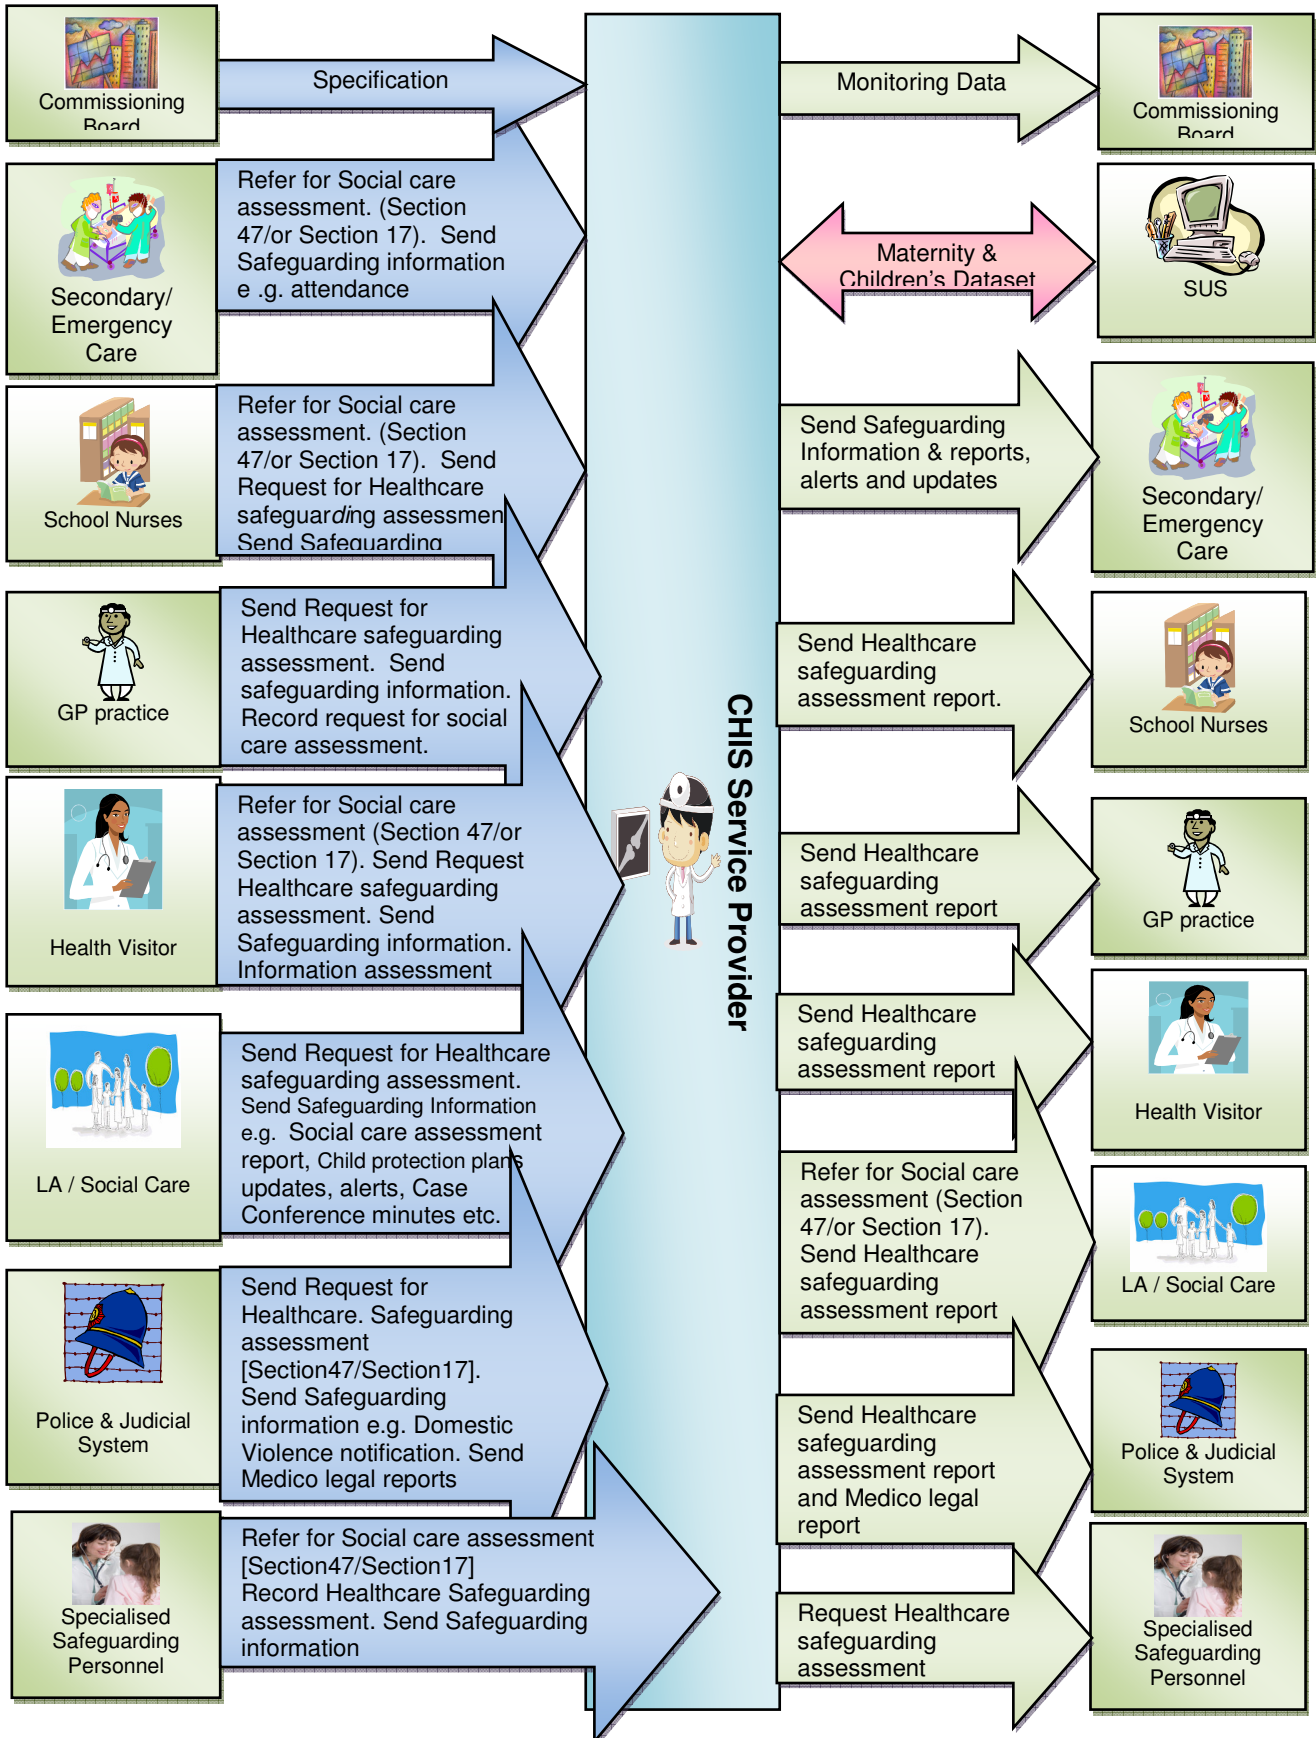 Commissioning
Board
Specification
Secondary/
Emergency
Care
Refer for Social care
assessment. (Section
47/or Section 17).  Send
Safeguarding information
e .g. attendance
School Nurses
Refer for Social care
assessment. (Section
47/or Section 17).  Send
Request for Healthcare
safeguarding assessmen
Send Safeguarding
GP practice
Send Request for
Healthcare safeguarding
assessment.  Send
safeguarding information.
Record request for social
care assessment.
Health Visitor
Refer for Social care
assessment (Section 47/or
Section 17). Send Request
Healthcare safeguarding
assessment. Send
Safeguarding information.
Information assessment
LA / Social Care
Send Request for Healthcare
safeguarding assessment.
Send Safeguarding Information
e.g.  Social care assessment
report, Child protection plans
updates, alerts, Case
Conference minutes etc.
Police & Judicial
System
Send Request for
Healthcare. Safeguarding
assessment
[Section47/Section17].
Send Safeguarding
information e.g. Domestic
Violence notification. Send
Medico legal reports
Specialised
Safeguarding
Personnel
Refer for Social care assessment
[Section47/Section17]
Record Healthcare Safeguarding
assessment. Send Safeguarding
information
CHIS Service Provider
Monitoring Data
Commissioning
Board
Maternity &
Children's Dataset
SUS
Send Safeguarding
Information & reports,
alerts and updates
Secondary/
Emergency
Care
Send Healthcare
safeguarding
assessment report.
School Nurses
Send Healthcare
safeguarding
assessment report
GP practice
Send Healthcare
safeguarding
assessment report
Health Visitor
Refer for Social care
assessment (Section
47/or Section 17).
Send Healthcare
safeguarding
assessment report
LA / Social Care
Send Healthcare
safeguarding
assessment report
and Medico legal
report
Police & Judicial
System
Request Healthcare
safeguarding
assessment
Specialised
Safeguarding
Personnel